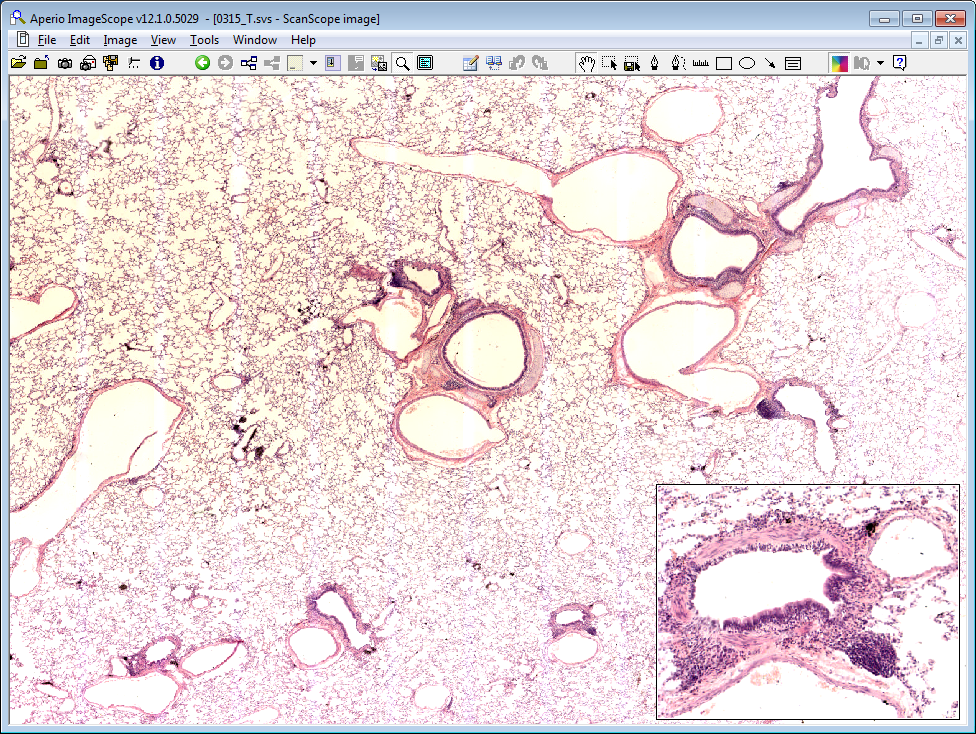 Aperio ImageScope v12.1.0.5029 - [0315_T.svs - ScanScope image]
File Edit Image View Tools Window Help